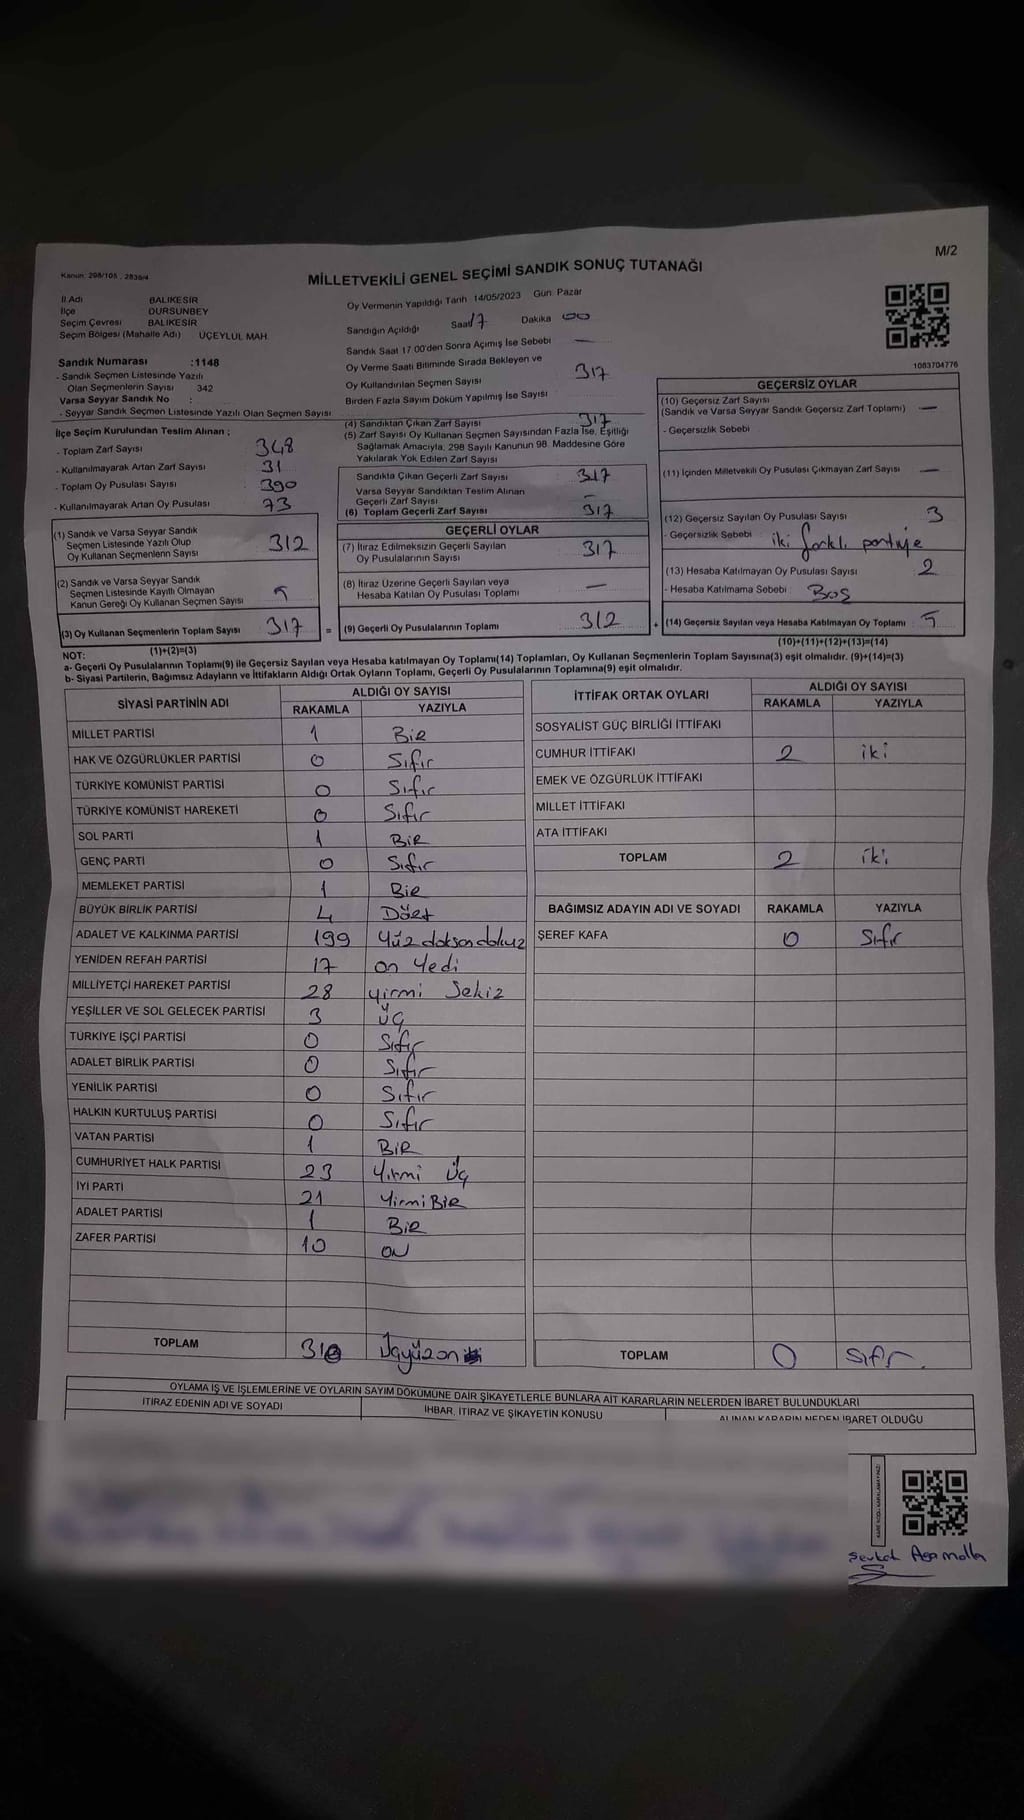 M/2
Kanun: 298/105 , 2839/4
MİLLETVEKİLİ GENEL SEÇİMİ SANDIK SONUÇ TUTANAĞI
İl Adı BALIKESİR
İlçe DURSUNBEY
Seçim Çevresi BALIKESİR
Seçim Bölgesi (Mahalle Adı) ÜÇEYLÜL MAH.
Sandık Numarası :1148
- Sandık Seçmen Listesinde Yazılı
Olan Seçmenlerin Sayısı 342
Varsa Seyyar Sandık No :
- Seyyar Sandık Seçmen Listesinde Yazılı Olan Seçmen Sayısı
İlçe Seçim Kurulundan Teslim Alınan ;
- Toplam Zarf Sayısı 348
- Kullanılmayarak Artan Zarf Sayısı 31
- Toplam Oy Pusulası Sayısı 390
- Kullanılmayarak Artan Oy Pusulası 73
(1) Sandık ve Varsa Seyyar Sandık
Seçmen Listesinde Yazılı Olup
Oy Kullanan Seçmenlerin Sayısı 312
(2) Sandık ve Varsa Seyyar Sandık
Seçmen Listesinde Kayıtlı Olmayan
Kanun Gereği Oy Kullanan Seçmen Sayısı 5
(3) Oy Kullanan Seçmenlerin Toplam Sayısı 317 =
(1)+(2)=(3)
Oy Vermenin Yapıldığı Tarih 14/05/2023 Gün: Pazar
Sandığın Açıldığı Saat 17 Dakika 00
Sandık Saat 17.00'den Sonra Açılmış İse Sebebi —
Oy Verme Saati Bitiminde Sırada Bekleyen ve
Oy Kullandırılan Seçmen Sayısı 317
Birden Fazla Sayım Döküm Yapılmış İse Sayısı
(4) Sandıktan Çıkan Zarf Sayısı 317
(5) Zarf Sayısı Oy Kullanan Seçmen Sayısından Fazla İse, Eşitliği
Sağlamak Amacıyla, 298 Sayılı Kanunun 98. Maddesine Göre
Yakılarak Yok Edilen Zarf Sayısı
Sandıkta Çıkan Geçerli Zarf Sayısı 317
Varsa Seyyar Sandıktan Teslim Alınan
Geçerli Zarf Sayısı —
(6) Toplam Geçerli Zarf Sayısı 317
GEÇERLİ OYLAR
(7) İtiraz Edilmeksizin Geçerli Sayılan
Oy Pusulalarının Sayısı 317
(8) İtiraz Üzerine Geçerli Sayılan veya
Hesaba Katılan Oy Pusulası Toplamı —
(9) Geçerli Oy Pusulalarının Toplamı 312 +
1083704776
GEÇERSİZ OYLAR
(10) Geçersiz Zarf Sayısı
(Sandık ve Varsa Seyyar Sandık Geçersiz Zarf Toplamı) —
- Geçersizlik Sebebi :
(11) İçinden Milletvekili Oy Pusulası Çıkmayan Zarf Sayısı —
(12) Geçersiz Sayılan Oy Pusulası Sayısı 3
- Geçersizlik Sebebi : iki farklı partiye
(13) Hesaba Katılmayan Oy Pusulası Sayısı 2
- Hesaba Katılmama Sebebi : Boş
(14) Geçersiz Sayılan veya Hesaba Katılmayan Oy Toplamı 5
(10)+(11)+(12)+(13)=(14)
NOT:
a- Geçerli Oy Pusulalarının Toplamı(9) ile Geçersiz Sayılan veya Hesaba katılmayan Oy Toplamı(14) Toplamları, Oy Kullanan Seçmenlerin Toplam Sayısına(3) eşit olmalıdır. (9)+(14)=(3)
b- Siyasi Partilerin, Bağımsız Adayların ve İttifakların Aldığı Ortak Oyların Toplamı, Geçerli Oy Pusulalarının Toplamına(9) eşit olmalıdır.
SİYASİ PARTİNİN ADI ALDIĞI OY SAYISI
RAKAMLA YAZIYLA
MİLLET PARTİSİ 1 Bir
HAK VE ÖZGÜRLÜKLER PARTİSİ 0 Sıfır
TÜRKİYE KOMÜNİST PARTİSİ 0 Sıfır
TÜRKİYE KOMÜNİST HAREKETİ 0 Sıfır
SOL PARTİ 1 BİR
GENÇ PARTİ 0 Sıfır
MEMLEKET PARTİSİ 1 Bir
BÜYÜK BİRLİK PARTİSİ 4 Dört
ADALET VE KALKINMA PARTİSİ 199 Yüz doksan dokuz
YENİDEN REFAH PARTİSİ 17 on Yedi
MİLLİYETÇİ HAREKET PARTİSİ 28 yirmi Sekiz
YEŞİLLER VE SOL GELECEK PARTİSİ 3 Üç
TÜRKİYE İŞÇİ PARTİSİ 0 Sıfır
ADALET BİRLİK PARTİSİ 0 Sıfır
YENİLİK PARTİSİ 0 Sıfır
HALKIN KURTULUŞ PARTİSİ 0 Sıfır
VATAN PARTİSİ 1 BİR
CUMHURİYET HALK PARTİSİ 23 Yirmi Üç
İYİ PARTİ 21 Yirmi Bir
ADALET PARTİSİ 1 Bir
ZAFER PARTİSİ 10 ON
TOPLAM 310 Üçyüzon
İTTİFAK ORTAK OYLARI ALDIĞI OY SAYISI
RAKAMLA YAZIYLA
SOSYALİST GÜÇ BİRLİĞİ İTTİFAKI
CUMHUR İTTİFAKI 2 iki
EMEK VE ÖZGÜRLÜK İTTİFAKI
MİLLET İTTİFAKI
ATA İTTİFAKI
TOPLAM 2 iki
BAĞIMSIZ ADAYIN ADI VE SOYADI RAKAMLA YAZIYLA
ŞEREF KAFA 0 Sıfır
TOPLAM 0 Sıfır.
OYLAMA İŞ VE İŞLEMLERİNE VE OYLARIN SAYIM DÖKÜMÜNE DAİR ŞİKAYETLERLE BUNLARA AİT KARARLARIN NELERDEN İBARET BULUNDUKLARI
İTİRAZ EDENİN ADI VE SOYADI İHBAR, İTİRAZ VE ŞİKAYETİN KONUSU ALINAN KARARIN NEDEN İBARET OLDUĞU
KARE KODU KARALAMAYINIZ!